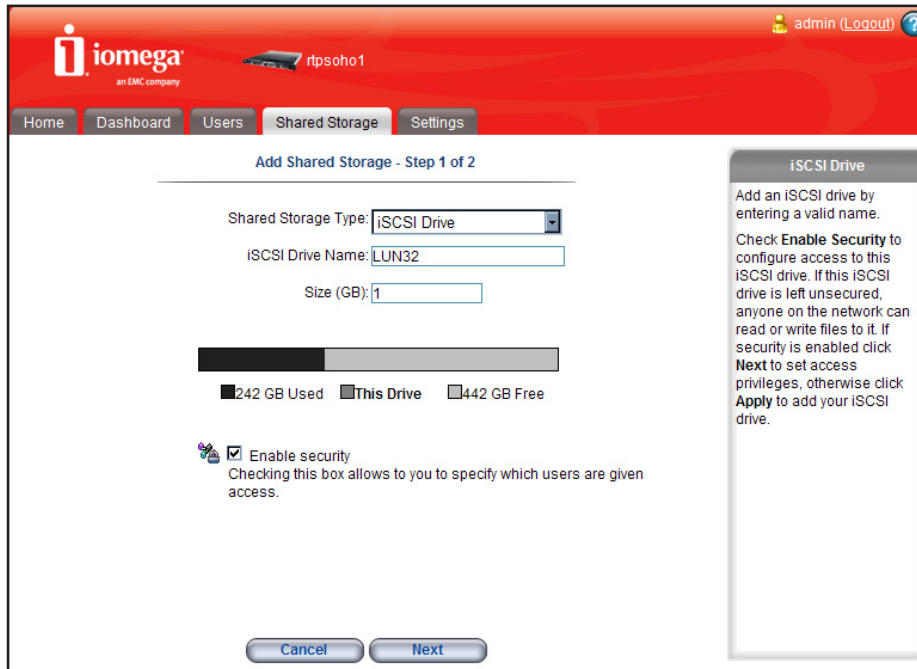 admin (Logout) ?
iomega
an EMC company
rtpsoho1
Home Dashboard Users Shared Storage Settings
Add Shared Storage - Step 1 of 2
Shared Storage Type: iSCSI Drive
iSCSI Drive Name: LUN32
Size (GB): 1
242 GB Used This Drive 442 GB Free
Enable security
Checking this box allows to you to specify which users are given
access.
Cancel Next
iSCSI Drive
Add an iSCSI drive by
entering a valid name.
Check Enable Security to
configure access to this
iSCSI drive. If this iSCSI
drive is left unsecured,
anyone on the network can
read or write files to it. If
security is enabled click
Next to set access
privileges, otherwise click
Apply to add your iSCSI
drive.